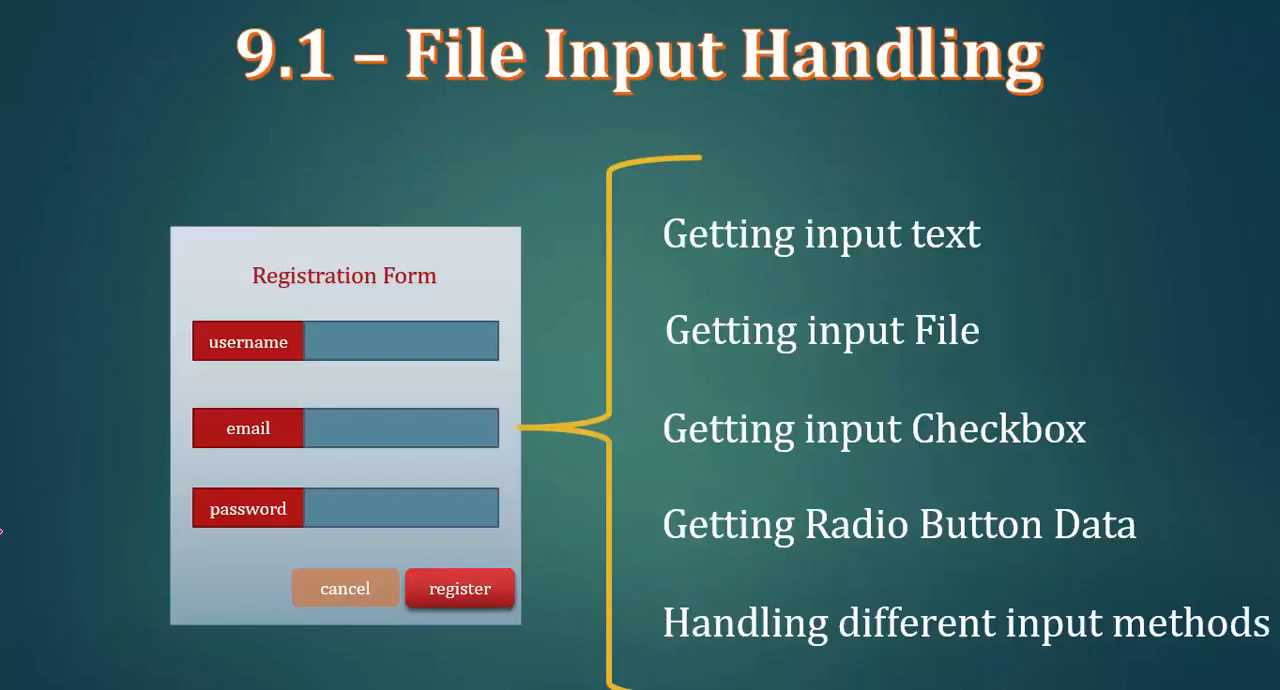 9.1 – File Input Handling
Registration Form
username
email
password
cancel
register
Getting input text
Getting input File
Getting input Checkbox
Getting Radio Button Data
Handling different input methods